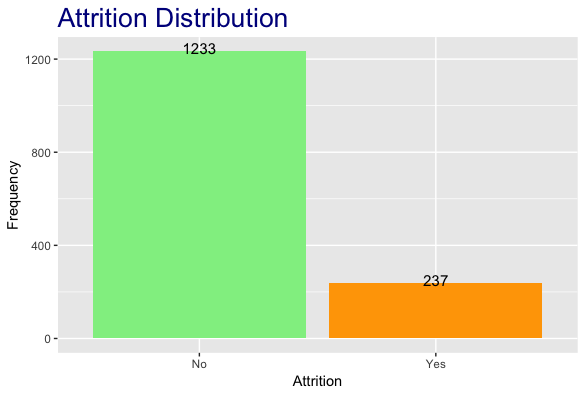 Attrition Distribution
1233
237
1200
800
400
0
Frequency
No
Yes
Attrition